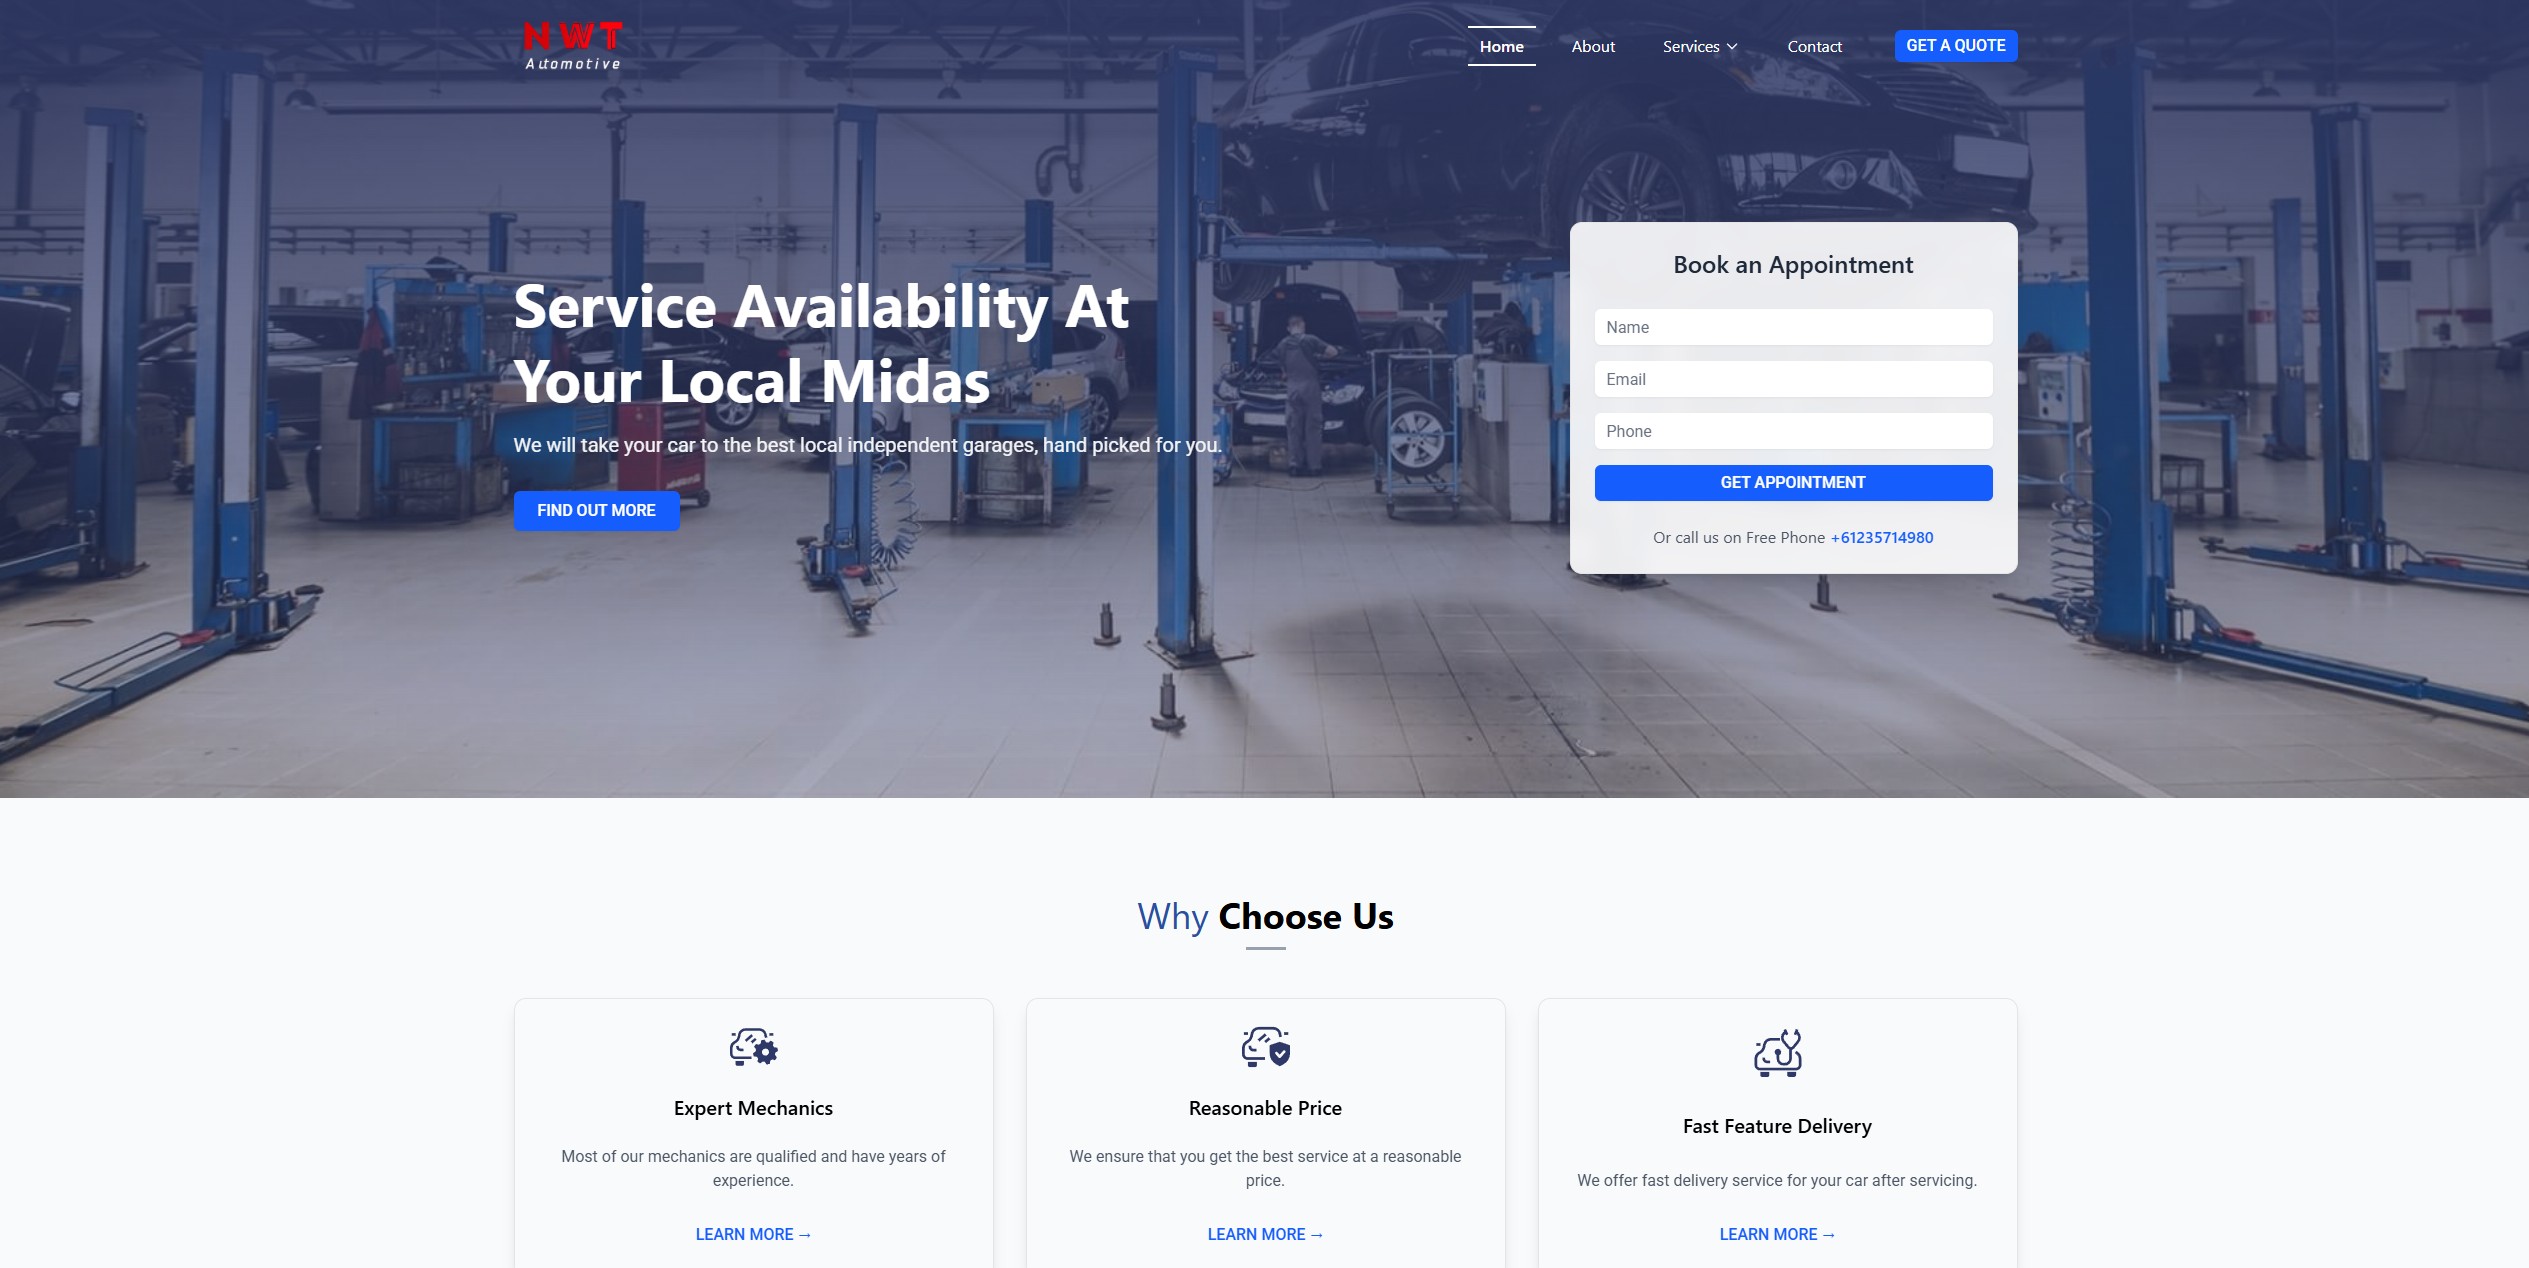 NWT
Automotive
Home
About
Services
Contact
GET A QUOTE
Service Availability At
Your Local Midas
We will take your car to the best local independent garages, hand picked for you.
FIND OUT MORE
Book an Appointment
Name
Email
Phone
GET APPOINTMENT
Or call us on Free Phone +61235714980
Why Choose Us
Expert Mechanics
Most of our mechanics are qualified and have years of
experience.
LEARN MORE →
Reasonable Price
We ensure that you get the best service at a reasonable
price.
LEARN MORE →
Fast Feature Delivery
We offer fast delivery service for your car after servicing.
LEARN MORE →